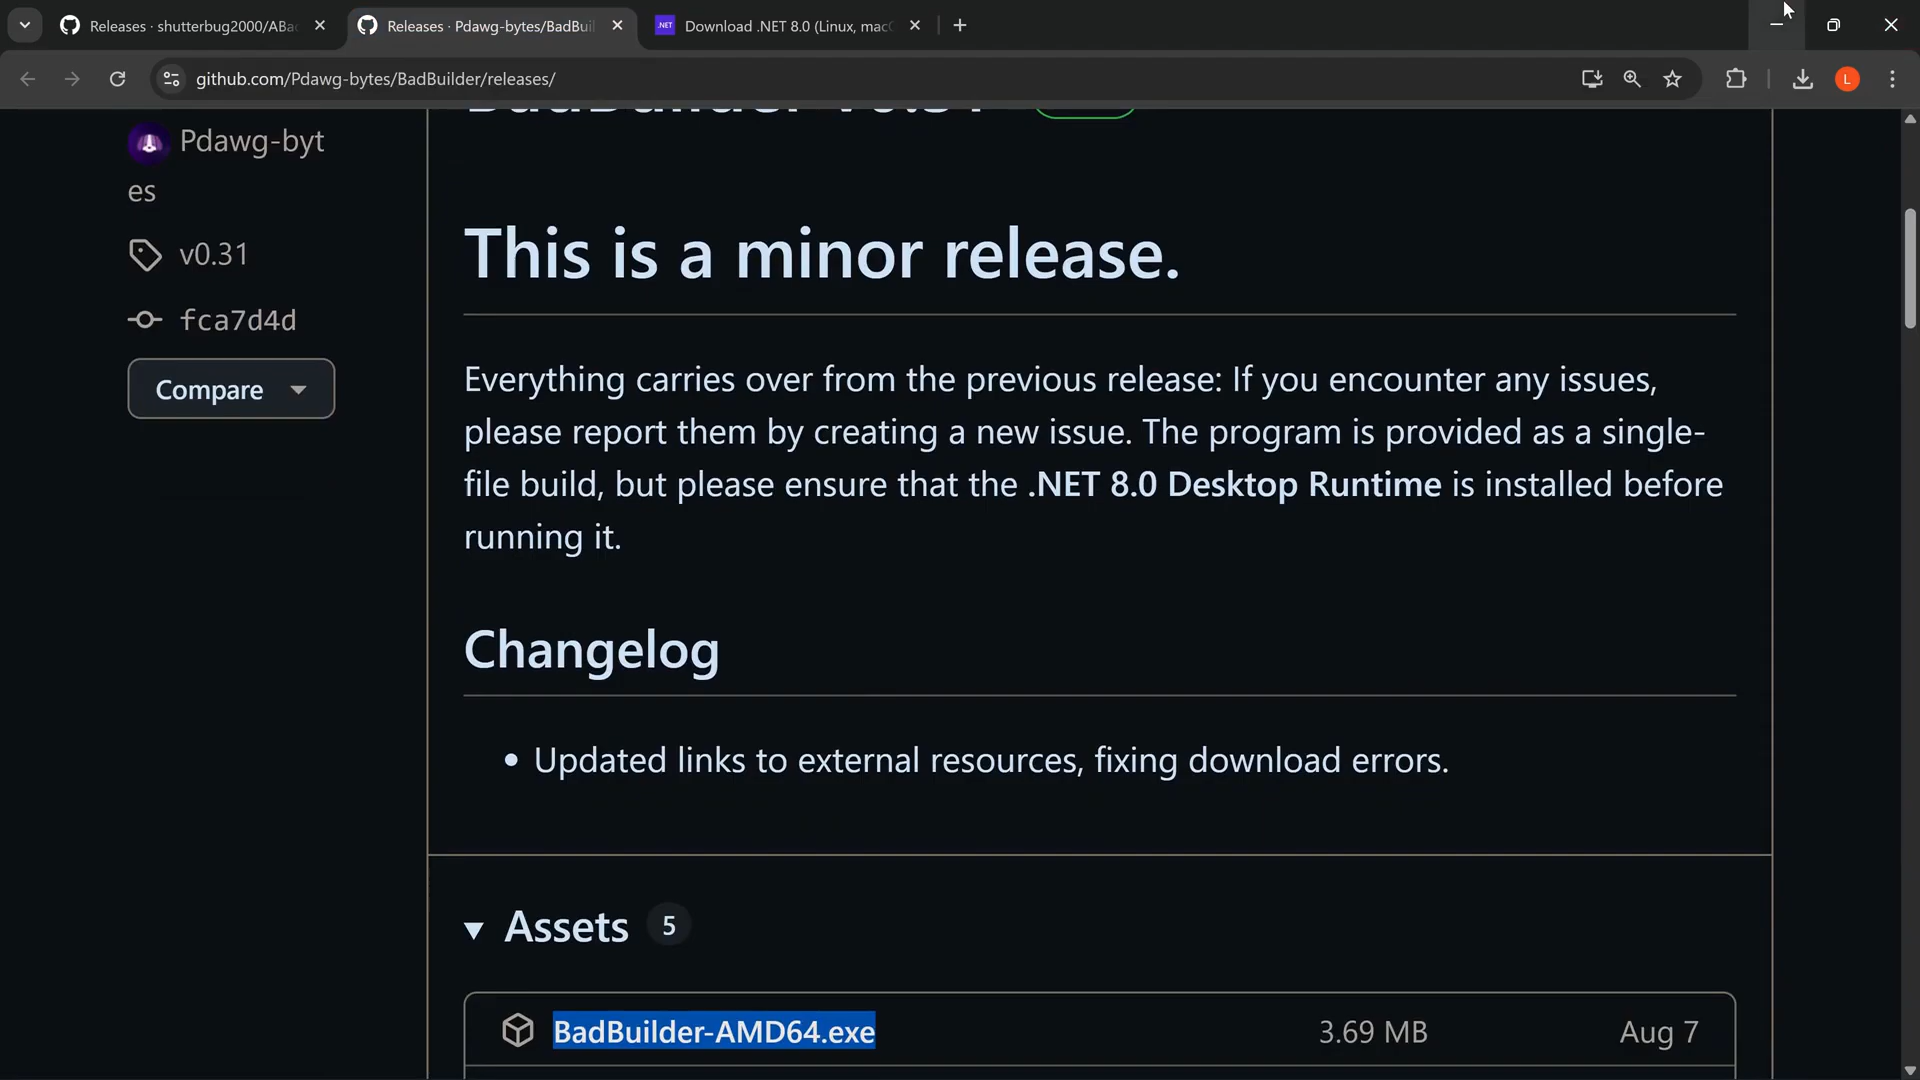 Releases · shutterbug2000/ABa
Releases · Pdawg-bytes/BadBuil
.NET
Download .NET 8.0 (Linux, mac
github.com/Pdawg-bytes/BadBuilder/releases/
L
Pdawg-byt
es
v0.31
fca7d4d
Compare
BadBuilder v0.31
This is a minor release.
Everything carries over from the previous release: If you encounter any issues,
please report them by creating a new issue. The program is provided as a single-
file build, but please ensure that the .NET 8.0 Desktop Runtime is installed before
running it.
Changelog
• Updated links to external resources, fixing download errors.
Assets 5
BadBuilder-AMD64.exe 3.69 MB Aug 7